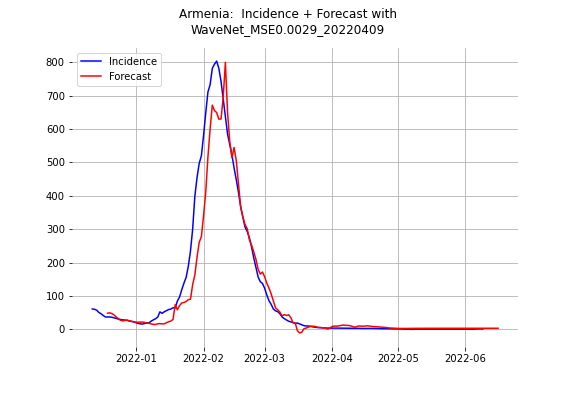 Armenia:  Incidence + Forecast with
WaveNet_MSE0.0029_20220409
Incidence
Forecast
800
700
600
500
400
300
200
100
0
2022-01 2022-02 2022-03 2022-04 2022-05 2022-06